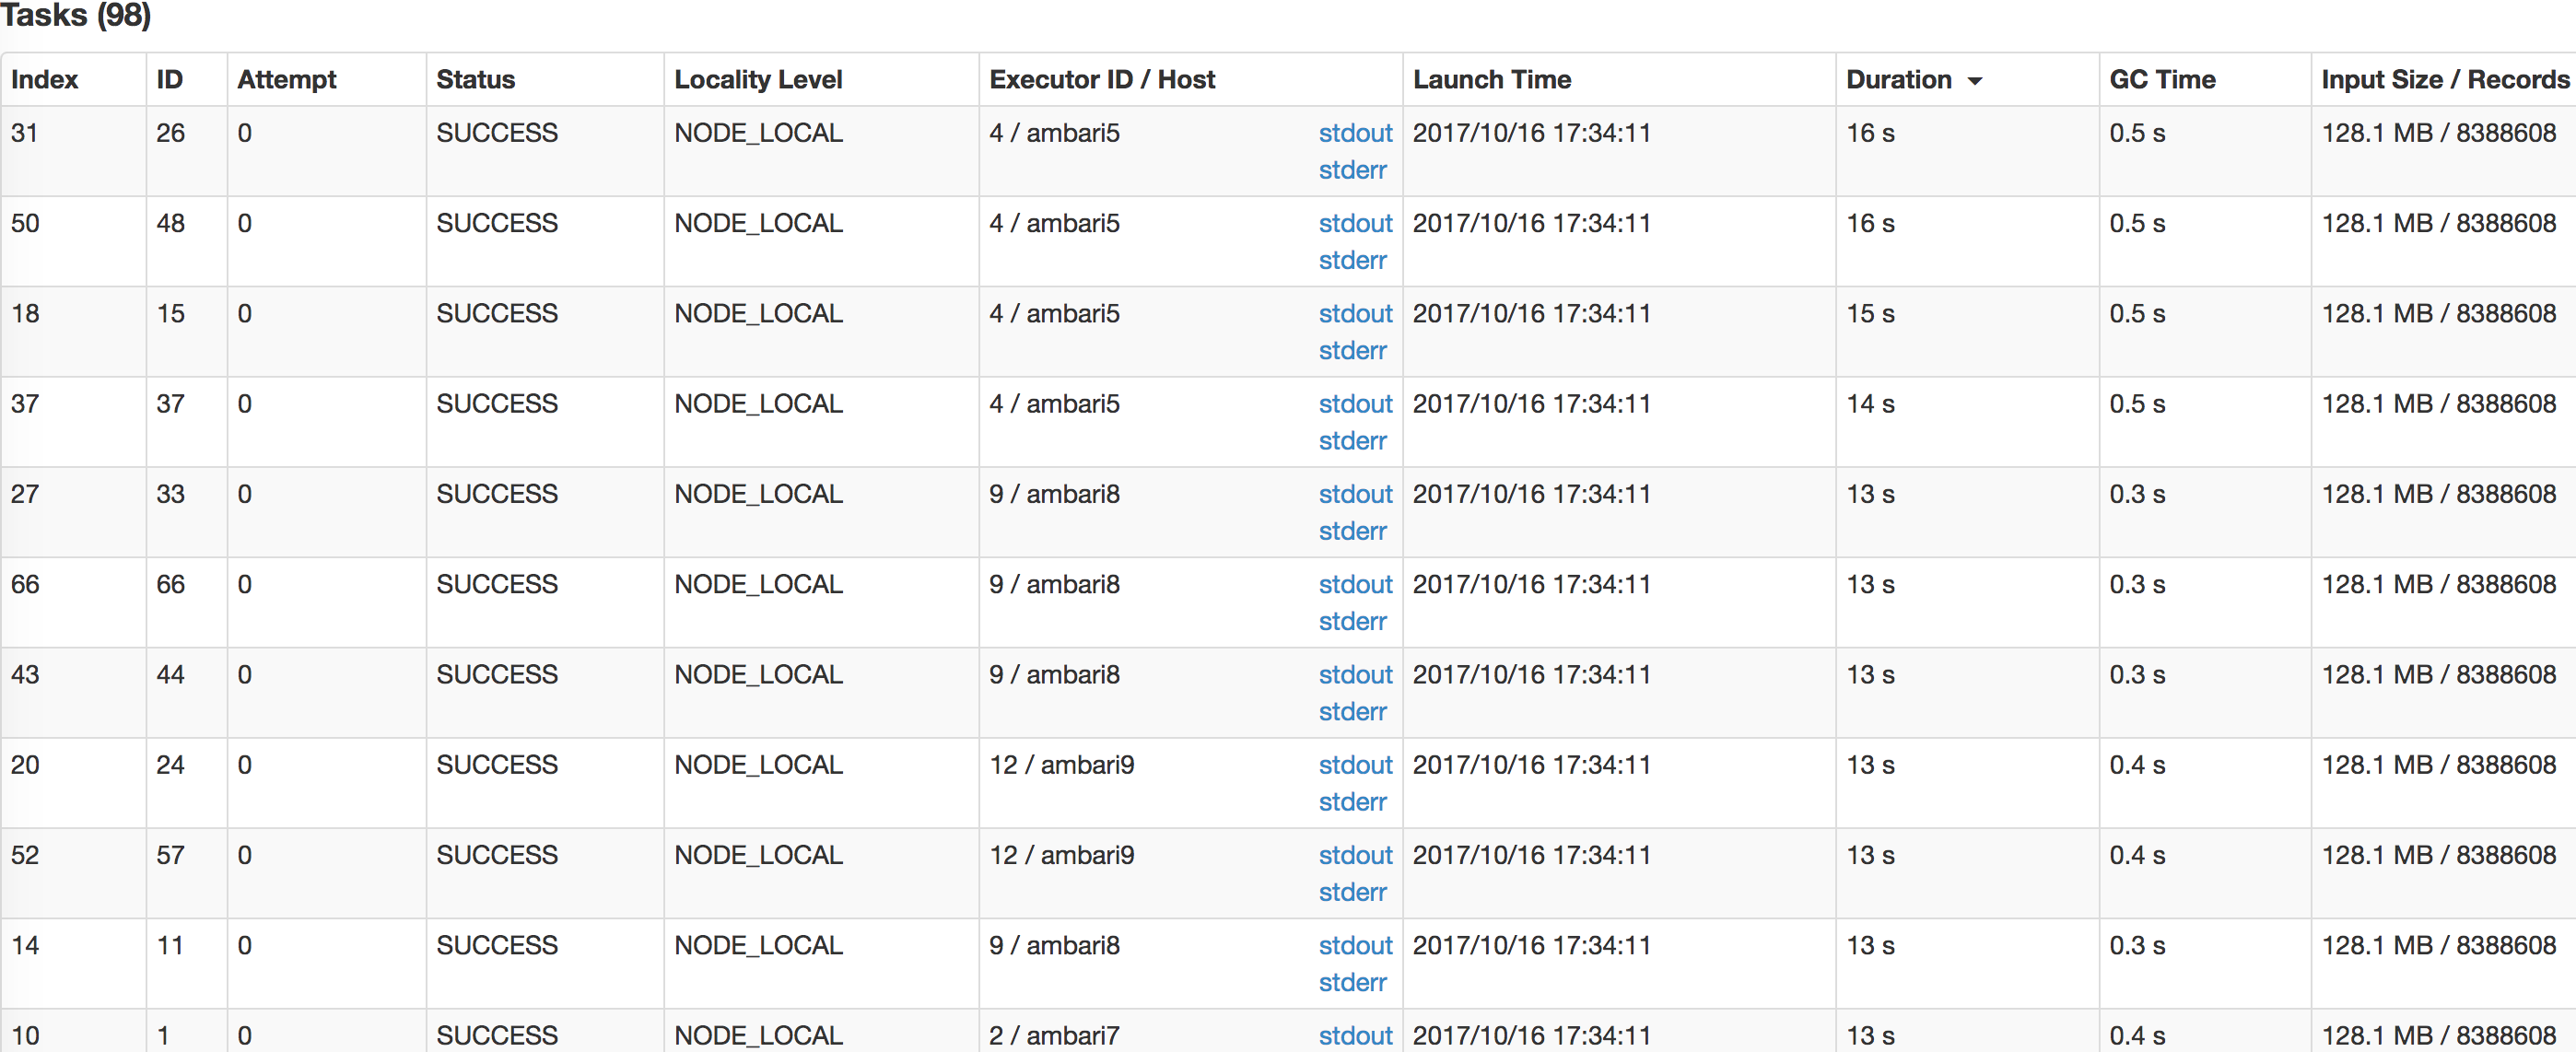 Tasks (98)
Index ID Attempt Status Locality Level Executor ID / Host Launch Time Duration GC Time Input Size / Records
31 26 0 SUCCESS NODE_LOCAL 4 / ambari5 stdout 2017/10/16 17:34:11 16 s 0.5 s 128.1 MB / 8388608
stderr
50 48 0 SUCCESS NODE_LOCAL 4 / ambari5 stdout 2017/10/16 17:34:11 16 s 0.5 s 128.1 MB / 8388608
stderr
18 15 0 SUCCESS NODE_LOCAL 4 / ambari5 stdout 2017/10/16 17:34:11 15 s 0.5 s 128.1 MB / 8388608
stderr
37 37 0 SUCCESS NODE_LOCAL 4 / ambari5 stdout 2017/10/16 17:34:11 14 s 0.5 s 128.1 MB / 8388608
stderr
27 33 0 SUCCESS NODE_LOCAL 9 / ambari8 stdout 2017/10/16 17:34:11 13 s 0.3 s 128.1 MB / 8388608
stderr
66 66 0 SUCCESS NODE_LOCAL 9 / ambari8 stdout 2017/10/16 17:34:11 13 s 0.3 s 128.1 MB / 8388608
stderr
43 44 0 SUCCESS NODE_LOCAL 9 / ambari8 stdout 2017/10/16 17:34:11 13 s 0.3 s 128.1 MB / 8388608
stderr
20 24 0 SUCCESS NODE_LOCAL 12 / ambari9 stdout 2017/10/16 17:34:11 13 s 0.4 s 128.1 MB / 8388608
stderr
52 57 0 SUCCESS NODE_LOCAL 12 / ambari9 stdout 2017/10/16 17:34:11 13 s 0.4 s 128.1 MB / 8388608
stderr
14 11 0 SUCCESS NODE_LOCAL 9 / ambari8 stdout 2017/10/16 17:34:11 13 s 0.3 s 128.1 MB / 8388608
stderr
10 1 0 SUCCESS NODE_LOCAL 2 / ambari7 stdout 2017/10/16 17:34:11 13 s 0.4 s 128.1 MB / 8388608